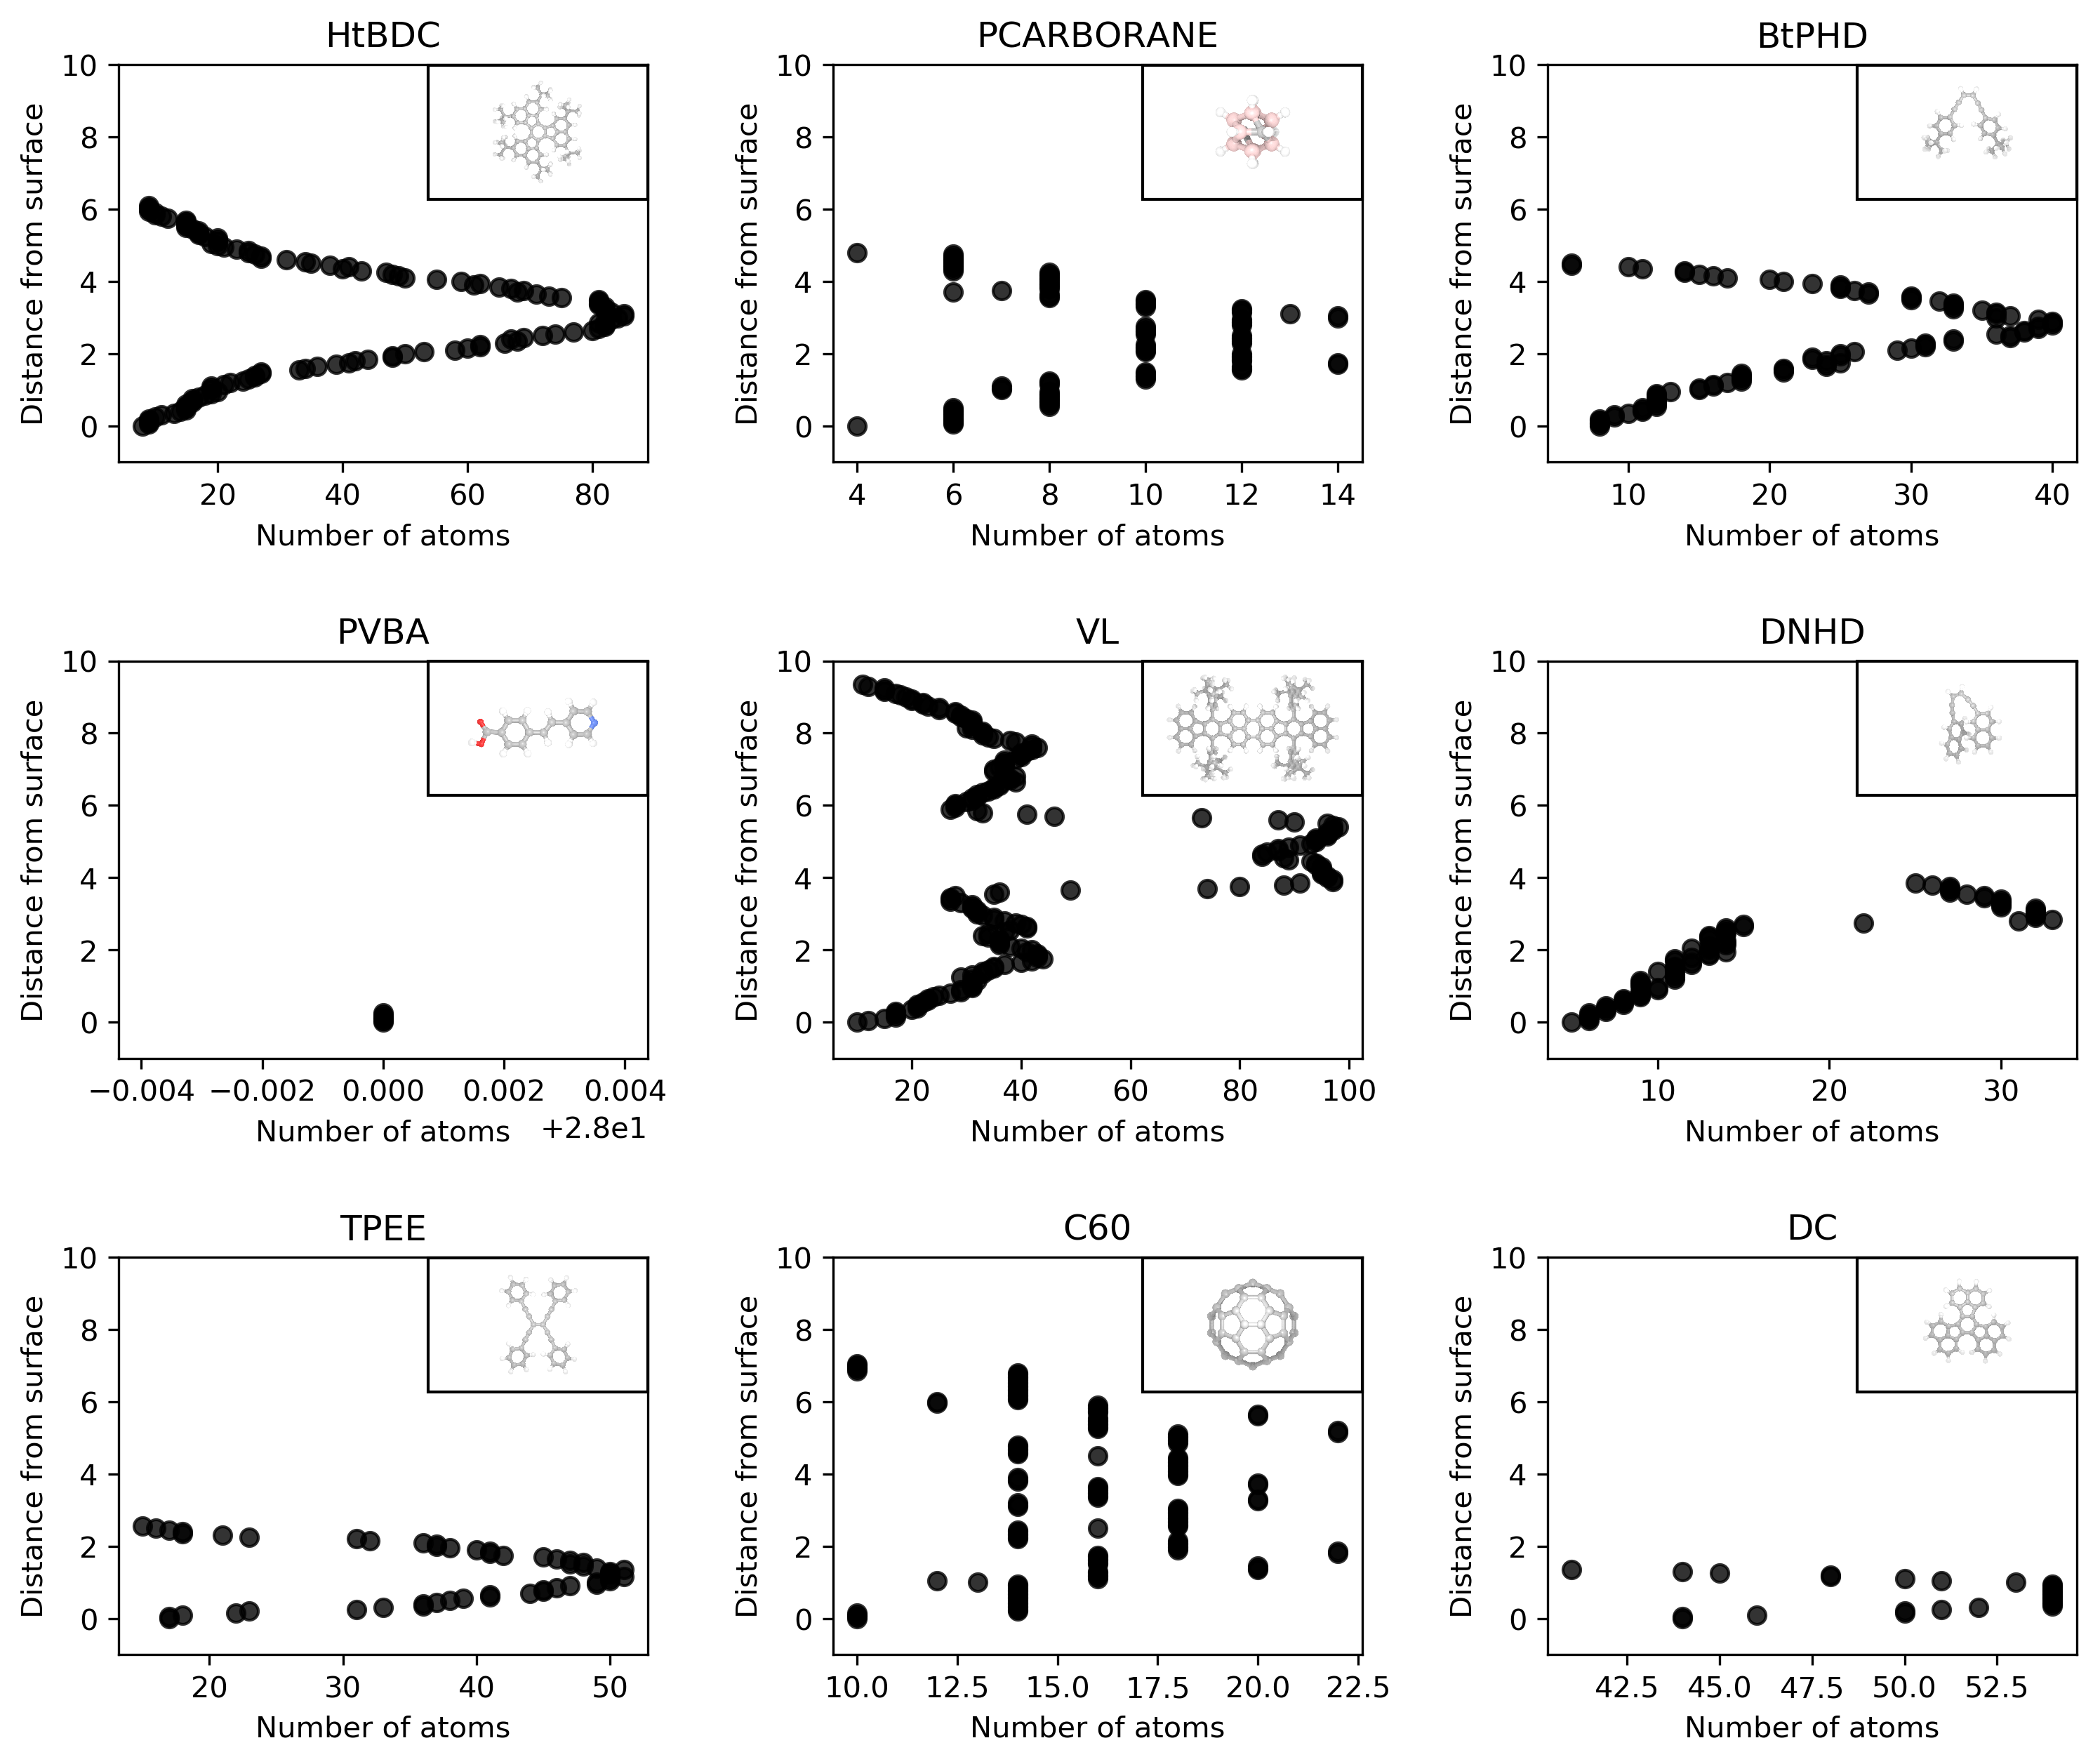 HtBDC
10
8
6
4
2
0
Distance from surface
20 40 60 80
Number of atoms
PCARBORANE
10
8
6
4
2
0
Distance from surface
4 6 8 10 12 14
Number of atoms
BtPHD
10
8
6
4
2
0
Distance from surface
10 20 30 40
Number of atoms
PVBA
10
8
6
4
2
0
Distance from surface
−0.004 −0.002 0.000 0.002 0.004
Number of atoms +2.8e1
VL
10
8
6
4
2
0
Distance from surface
20 40 60 80 100
Number of atoms
DNHD
10
8
6
4
2
0
Distance from surface
10 20 30
Number of atoms
TPEE
10
8
6
4
2
0
Distance from surface
20 30 40 50
Number of atoms
C60
10
8
6
4
2
0
Distance from surface
10.0 12.5 15.0 17.5 20.0 22.5
Number of atoms
DC
10
8
6
4
2
0
Distance from surface
42.5 45.0 47.5 50.0 52.5
Number of atoms